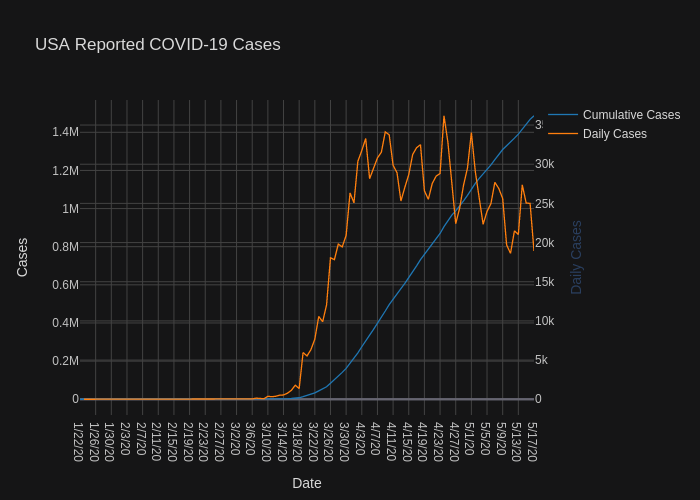 USA Reported COVID-19 Cases
Cumulative Cases
Daily Cases
1.4M
1.2M
1M
0.8M
0.6M
0.4M
0.2M
0
35
30k
25k
20k
15k
10k
5k
0
Cases
Daily Cases
1/22/20
1/26/20
1/30/20
2/3/20
2/7/20
2/11/20
2/15/20
2/19/20
2/23/20
2/27/20
3/2/20
3/6/20
3/10/20
3/14/20
3/18/20
3/22/20
3/26/20
3/30/20
4/3/20
4/7/20
4/11/20
4/15/20
4/19/20
4/23/20
4/27/20
5/1/20
5/5/20
5/9/20
5/13/20
5/17/20
Date